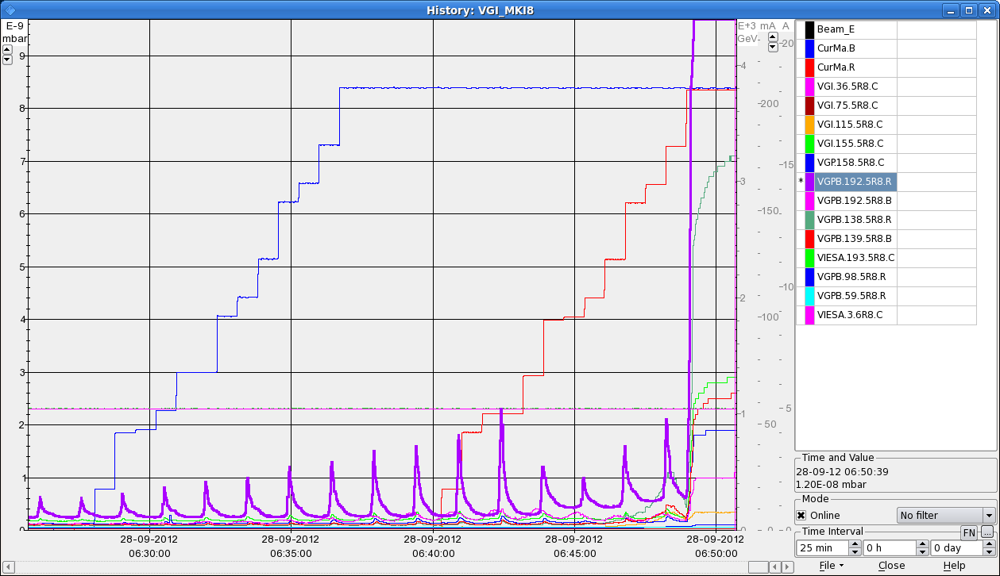 History: VGI_MKI8
E-9
mbar
9
8
7
6
5
4
3
2
1
0
E+3 mA A
GeV
-20
4
-200
-15
3
-150
-10
2
-100
1
-5
-50
-0 -0 -0
28-09-2012 28-09-2012 28-09-2012 28-09-2012 28-09-2012
06:30:00 06:35:00 06:40:00 06:45:00 06:50:00
Beam_E
CurMa.B
CurMa.R
VGI.36.5R8.C
VGI.75.5R8.C
VGI.115.5R8.C
VGI.155.5R8.C
VGP.158.5R8.C
* VGPB.192.5R8.R
VGPB.192.5R8.B
VGPB.138.5R8.R
VGPB.139.5R8.B
VIESA.193.5R8.C
VGPB.98.5R8.R
VGPB.59.5R8.R
VIESA.3.6R8.C
Time and Value
28-09-12 06:50:39
1.20E-08 mbar
Mode
Online No filter
Time Interval FN ...
25 min 0 h 0 day
File Close Help